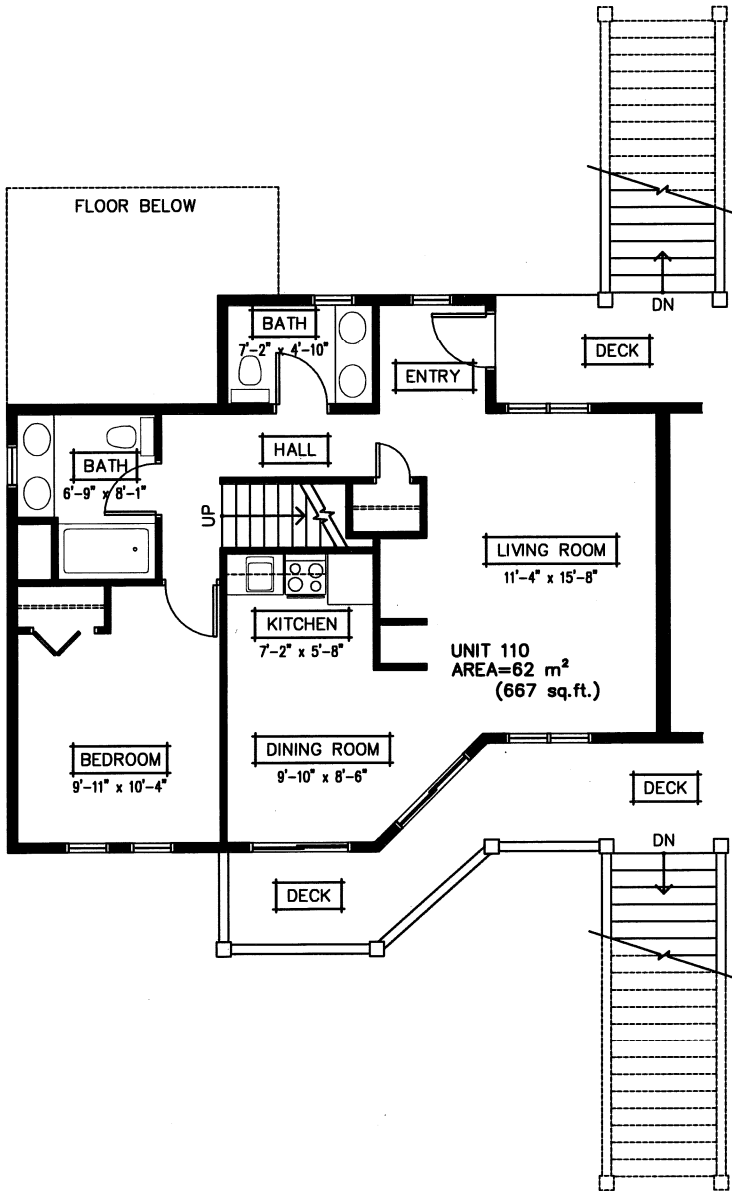 FLOOR BELOW
DN
BATH
7'-2" x 4'-10"
DECK
ENTRY
HALL
BATH
6'-9" x 8'-1"
UP
LIVING ROOM
11'-4" x 15'-8"
KITCHEN
7'-2" x 5'-8"
UNIT 110
AREA=62 m²
(667 sq.ft.)
DINING ROOM
9'-10" x 8'-6"
BEDROOM
9'-11" x 10'-4"
DECK
DN
DECK